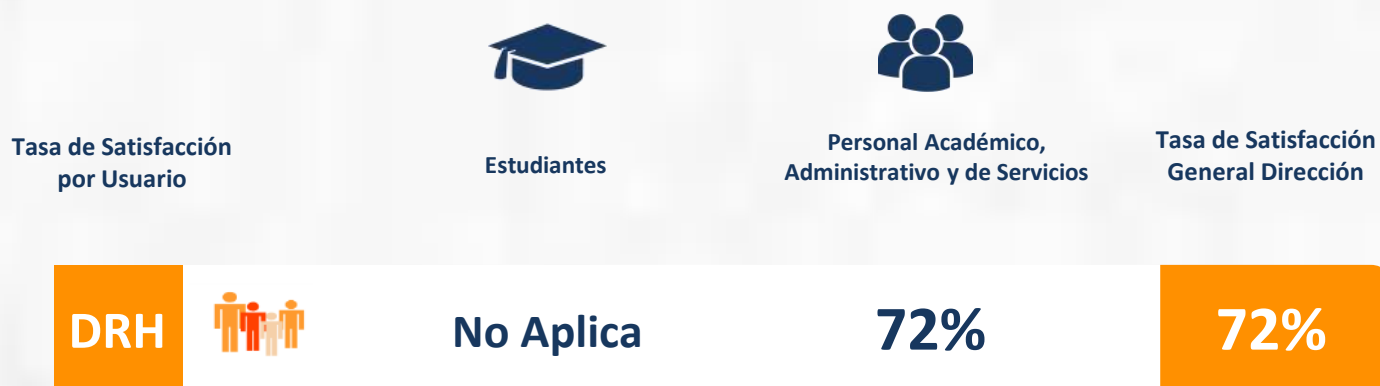 Tasa de Satisfacción
por Usuario
Estudiantes
Personal Académico,
Administrativo y de Servicios
Tasa de Satisfacción
General Dirección
DRH
No Aplica
72%
72%